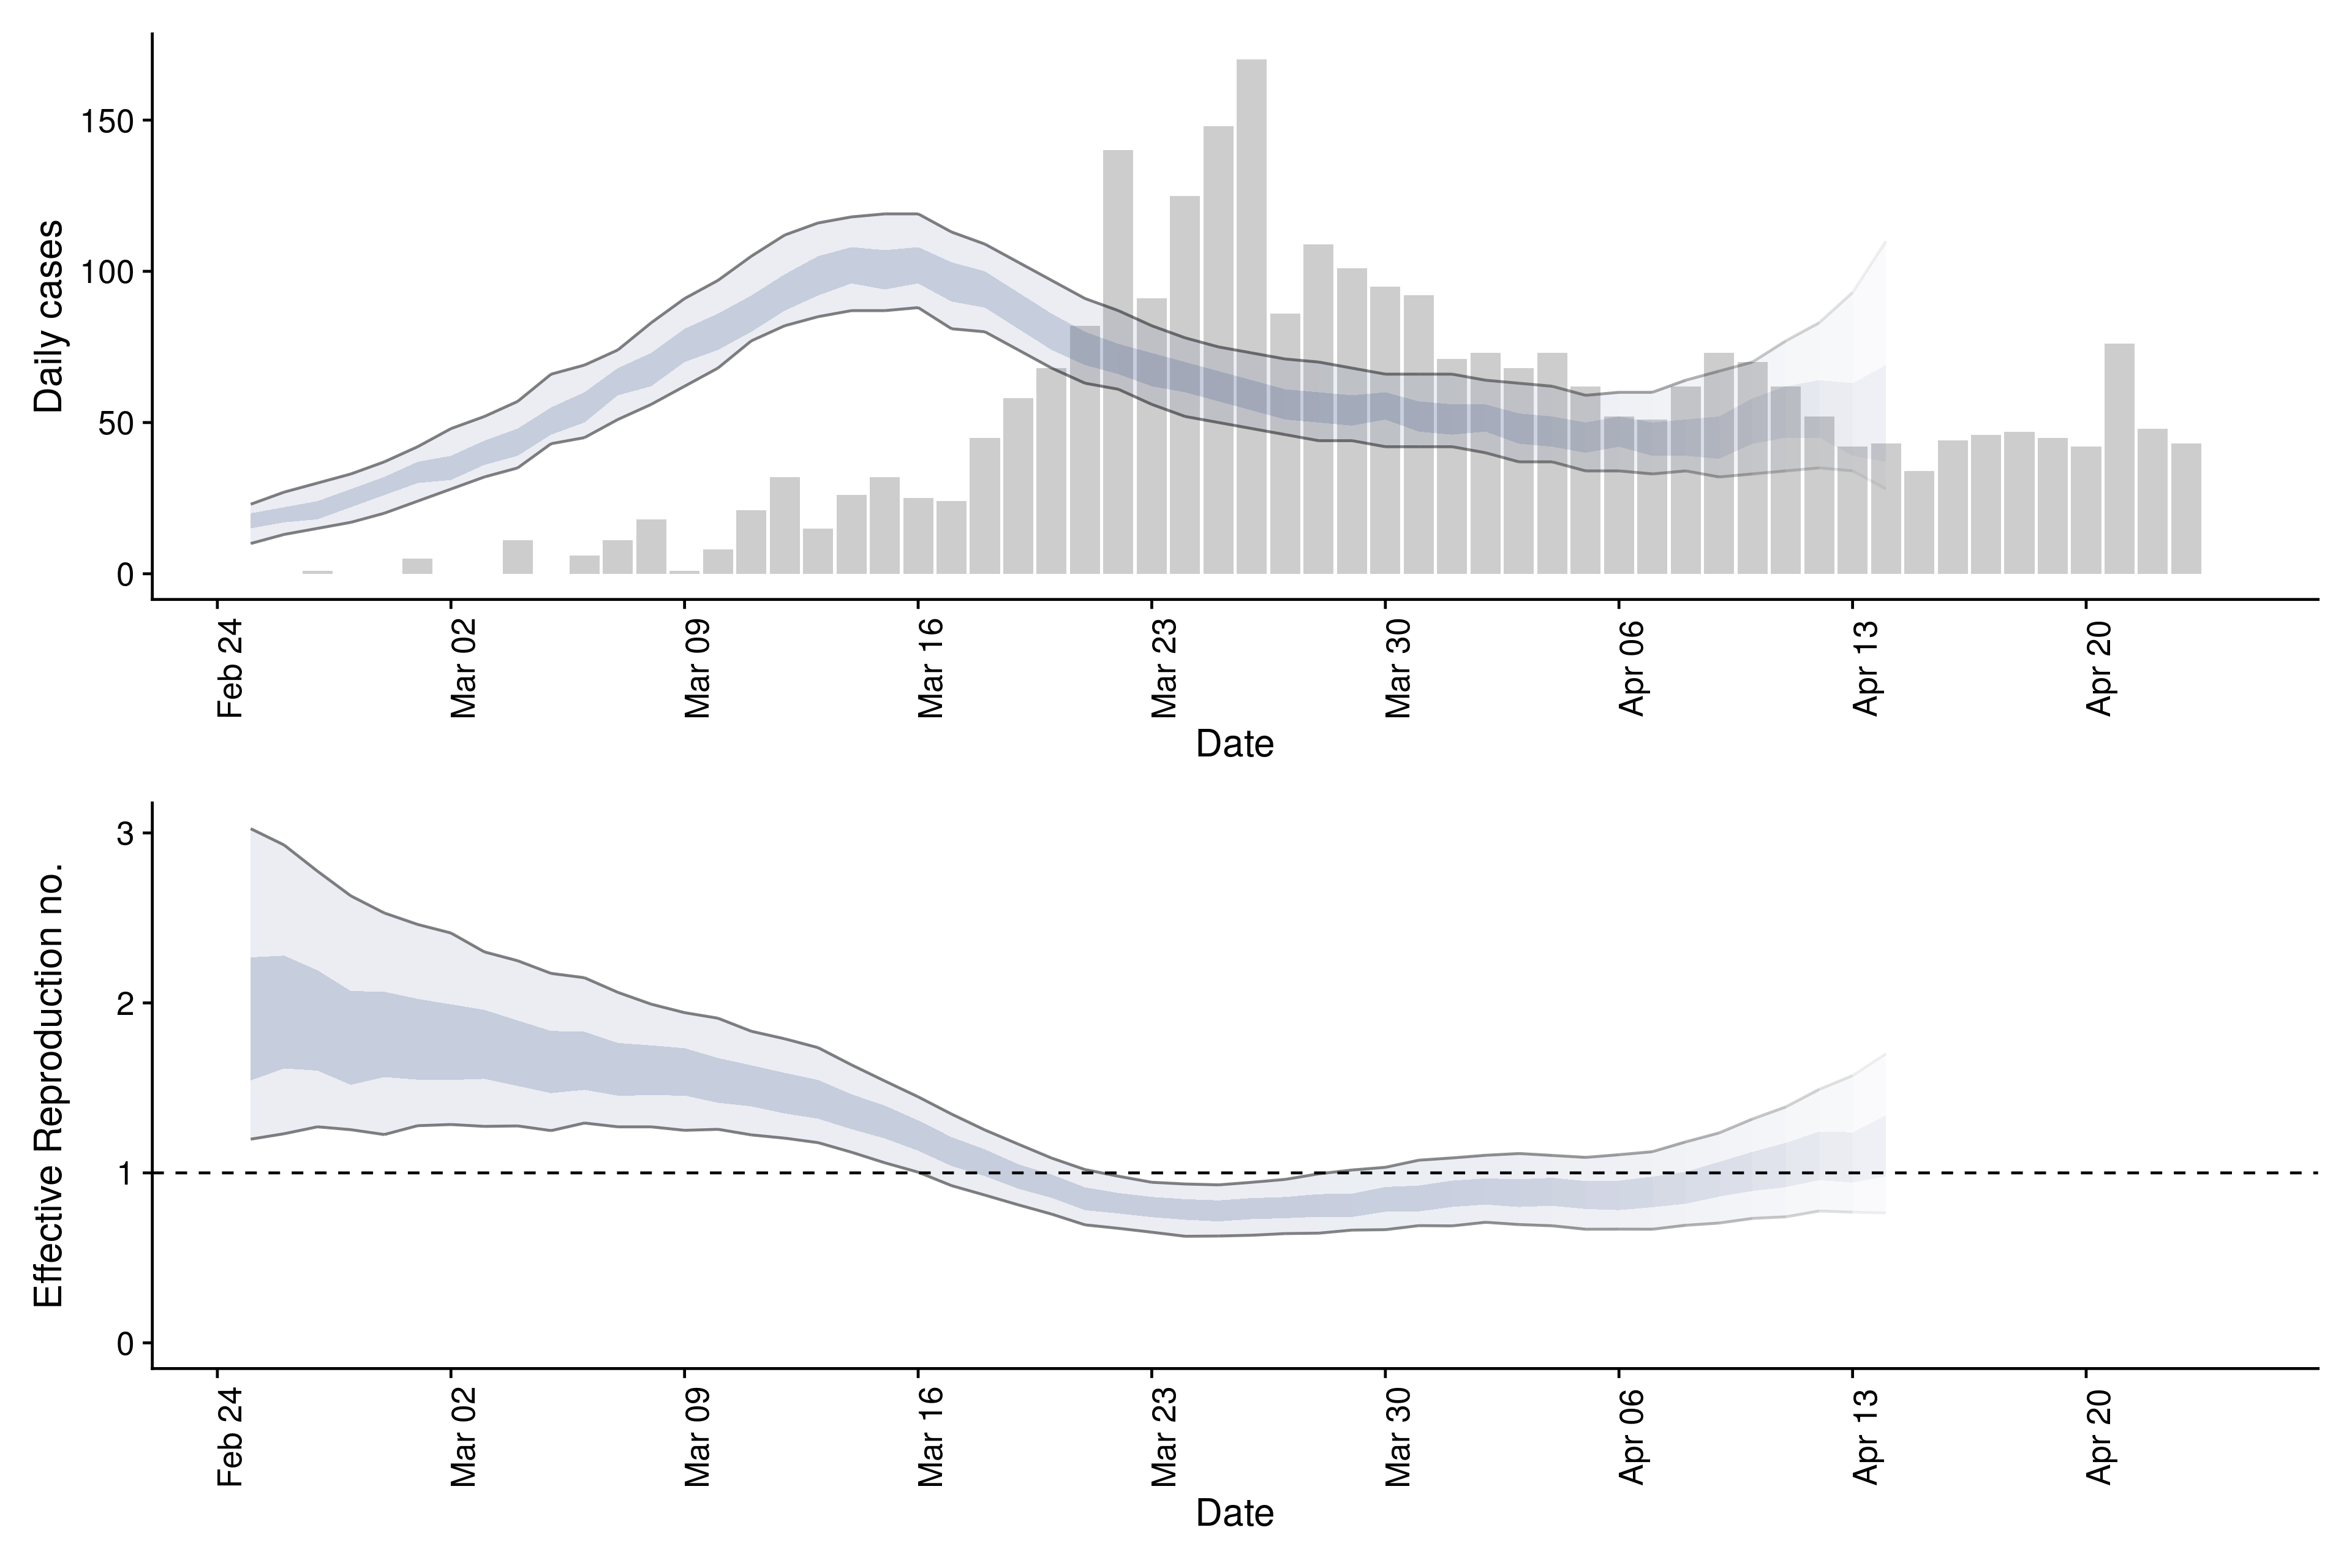 Daily cases
150
100
50
0
Feb 24
Mar 02
Mar 09
Mar 16
Mar 23
Mar 30
Apr 06
Apr 13
Apr 20
Date
Effective Reproduction no.
3
2
1
0
Feb 24
Mar 02
Mar 09
Mar 16
Mar 23
Mar 30
Apr 06
Apr 13
Apr 20
Date